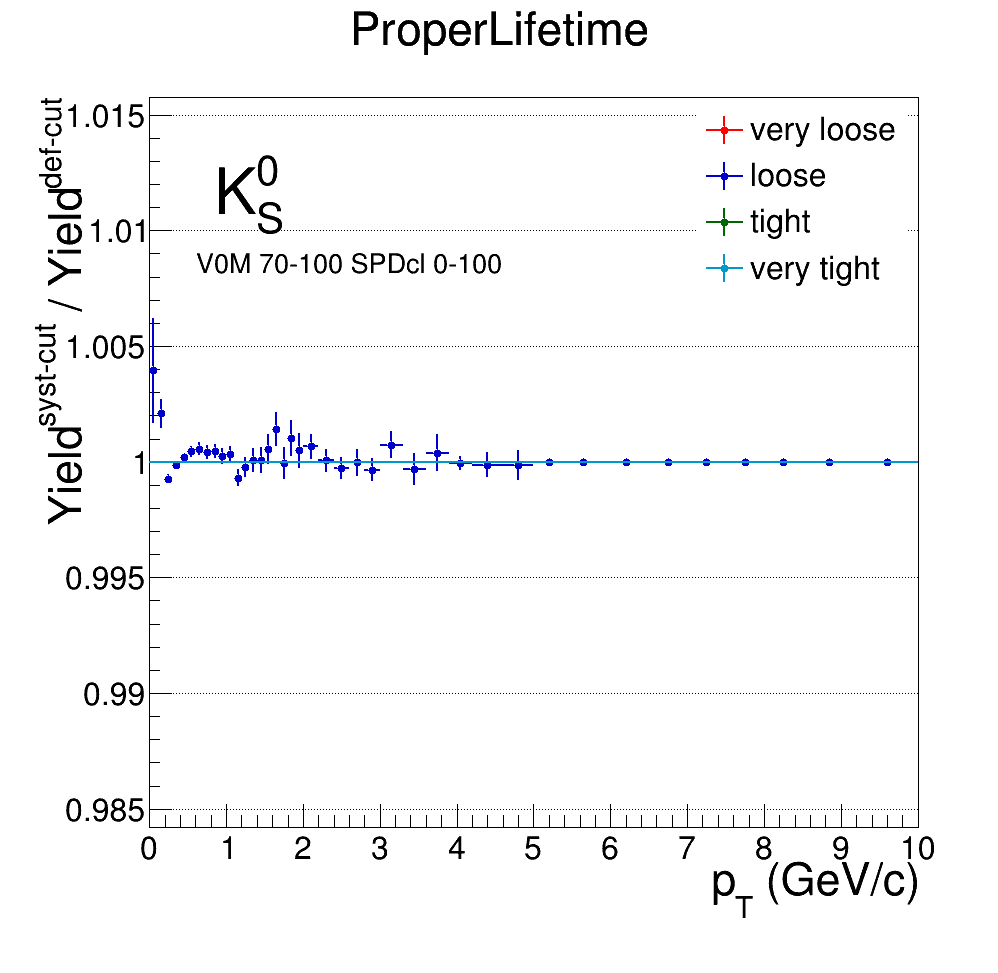 ProperLifetime
Yield^syst-cut / Yield^def-cut
1.015
1.01
1.005
1
0.995
0.99
0.985
K^0_S
V0M 70-100 SPDcl 0-100
very loose
loose
tight
very tight
0 1 2 3 4 5 6 7 8 9 10
p_T (GeV/c)